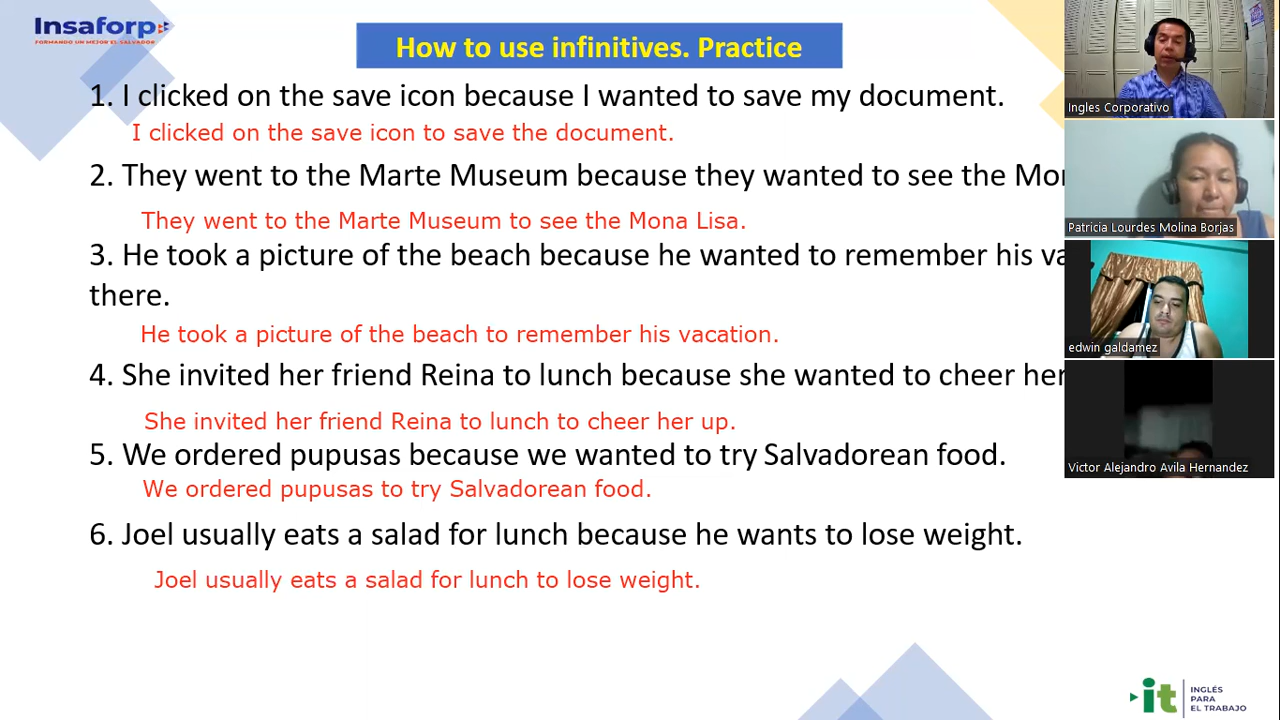 Insaforp
FORMANDO UN MEJOR EL SALVADOR
How to use infinitives. Practice
1. I clicked on the save icon because I wanted to save my document.
I clicked on the save icon to save the document.
2. They went to the Marte Museum because they wanted to see the
They went to the Marte Museum to see the Mona Lisa.
3. He took a picture of the beach because he wanted to remember his
there.
He took a picture of the beach to remember his vacation.
4. She invited her friend Reina to lunch because she wanted to cheer her
She invited her friend Reina to lunch to cheer her up.
5. We ordered pupusas because we wanted to try Salvadorean food.
We ordered pupusas to try Salvadorean food.
6. Joel usually eats a salad for lunch because he wants to lose weight.
Joel usually eats a salad for lunch to lose weight.
Ingles Corporativo
Patricia Lourdes Molina Borjas
edwin galdamez
Victor Alejandro Avila Hernandez
it
INGLÉS
PARA
EL TRABAJO